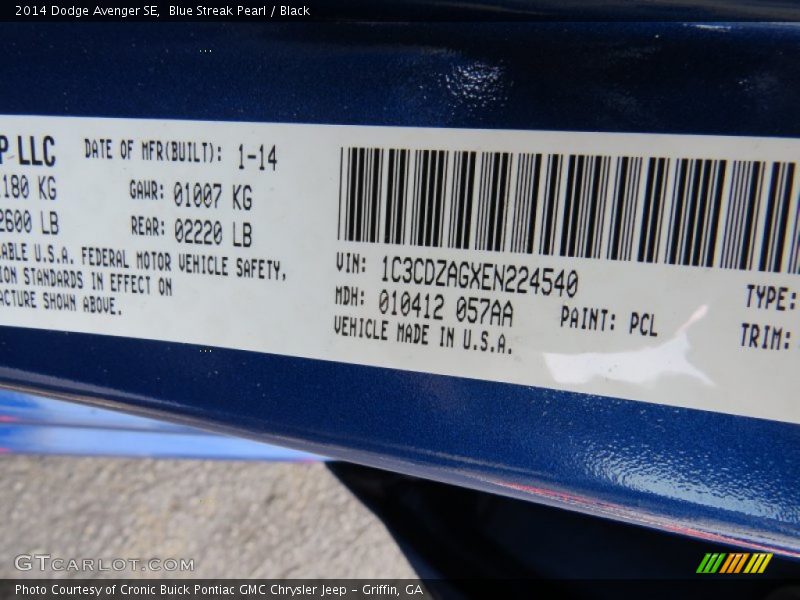 2014 Dodge Avenger SE,  Blue Streak Pearl / Black
P LLC
DATE OF MFR(BUILT): 1-14
180 KG
GAWR: 01007 KG
2600 LB
REAR: 02220 LB
ABLE U.S.A. FEDERAL MOTOR VEHICLE SAFETY,
ION STANDARDS IN EFFECT ON
ACTURE SHOWN ABOVE.
VIN: 1C3CDZAGXEN224540
MDH: 010412 057AA
PAINT: PCL
VEHICLE MADE IN U.S.A.
TYPE:
TRIM:
GTCARLOT.COM
Photo Courtesy of Cronic Buick Pontiac GMC Chrysler Jeep - Griffin, GA